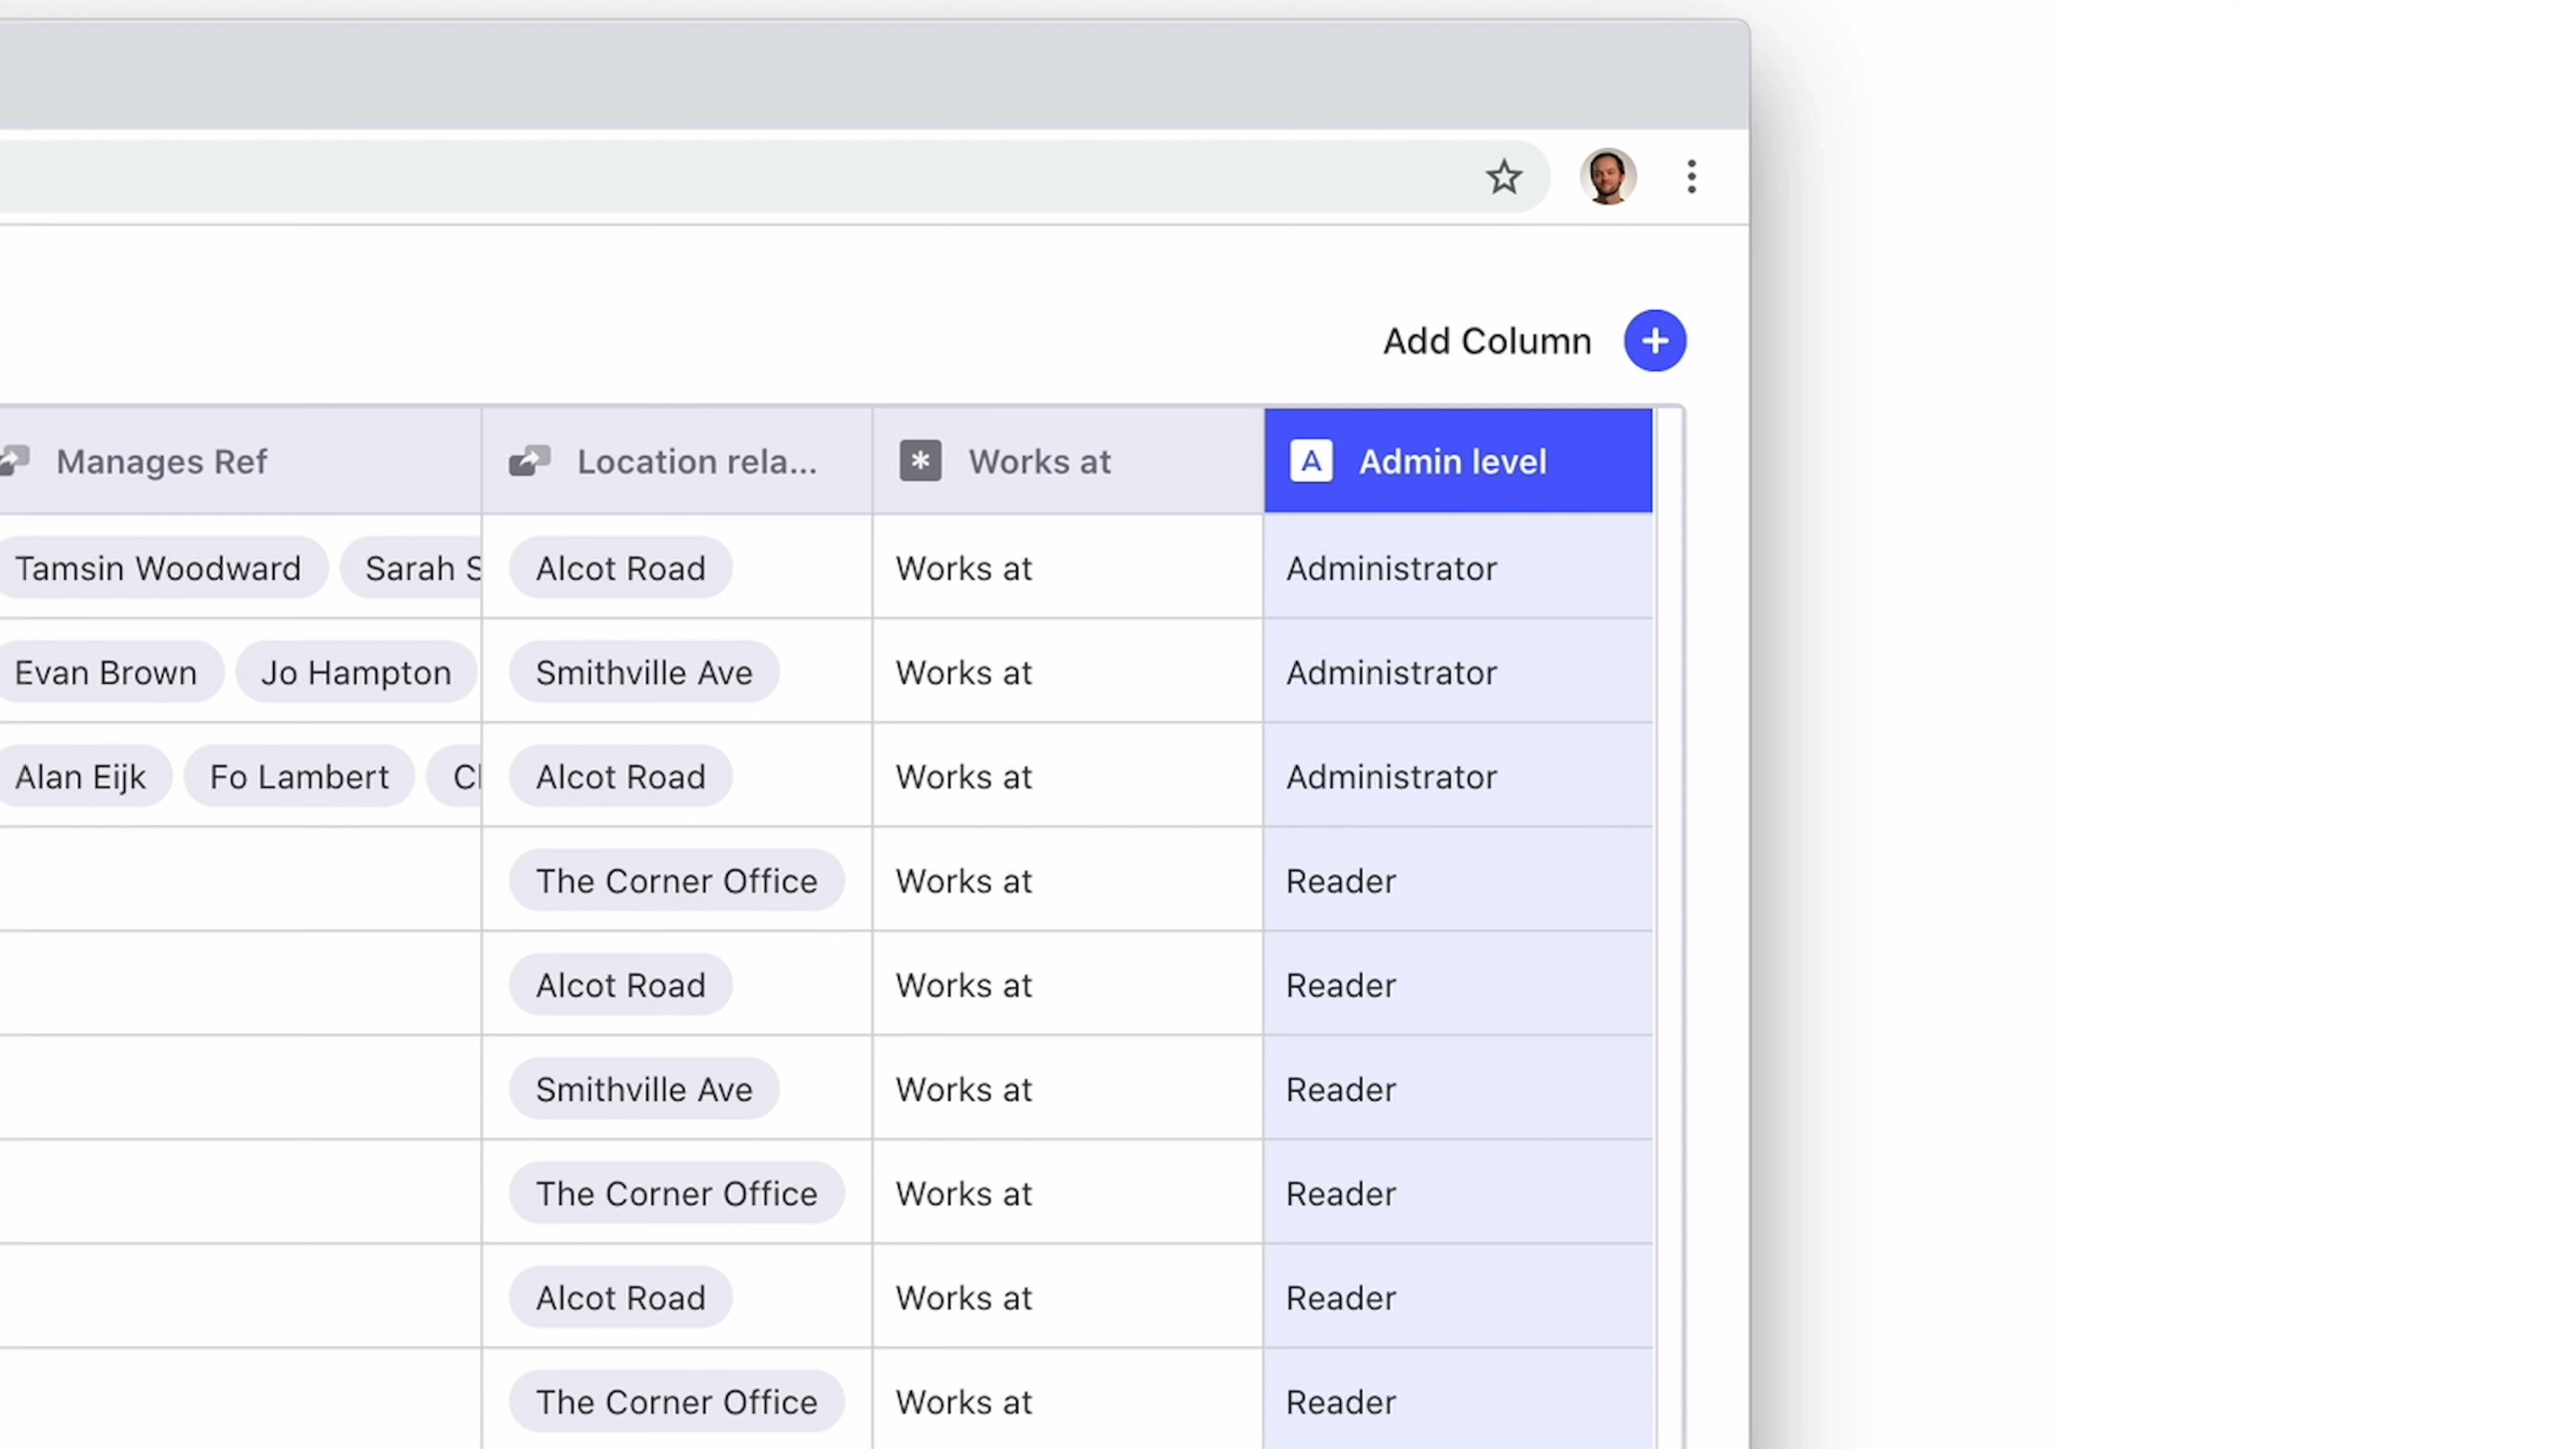 Add Column
Manages Ref Location rela... Works at A Admin level
Tamsin Woodward Sarah S Alcot Road Works at Administrator
Evan Brown Jo Hampton Smithville Ave Works at Administrator
Alan Eijk Fo Lambert Alcot Road Works at Administrator
The Corner Office Works at Reader
Alcot Road Works at Reader
Smithville Ave Works at Reader
The Corner Office Works at Reader
Alcot Road Works at Reader
The Corner Office Works at Reader